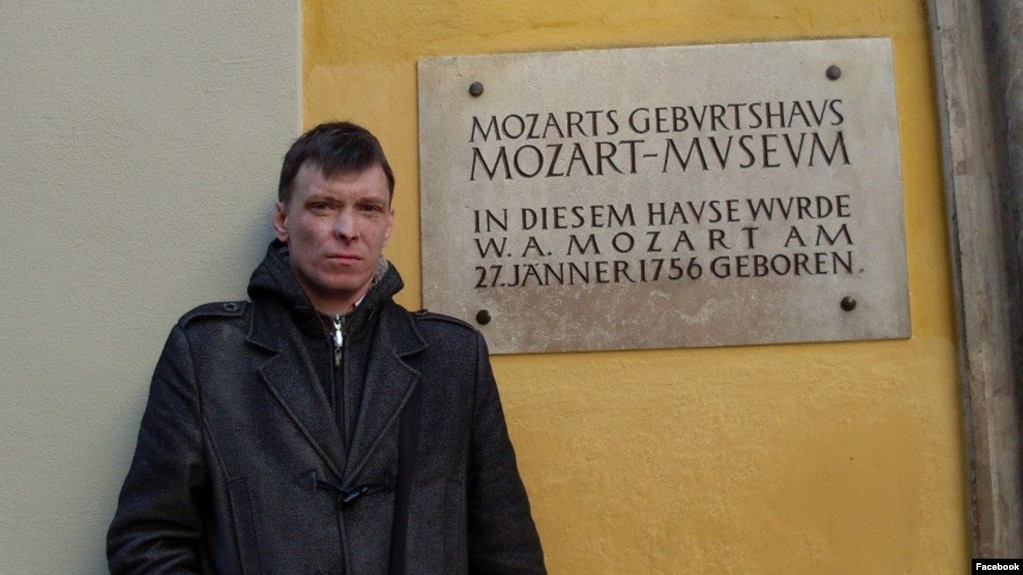 MOZARTS GEBVRTSHAVS
MOZART-MVSEVM
IN DIESEM HAVSE WVRDE
W. A. MOZART AM
27. JÄNNER 1756 GEBOREN.
Facebook